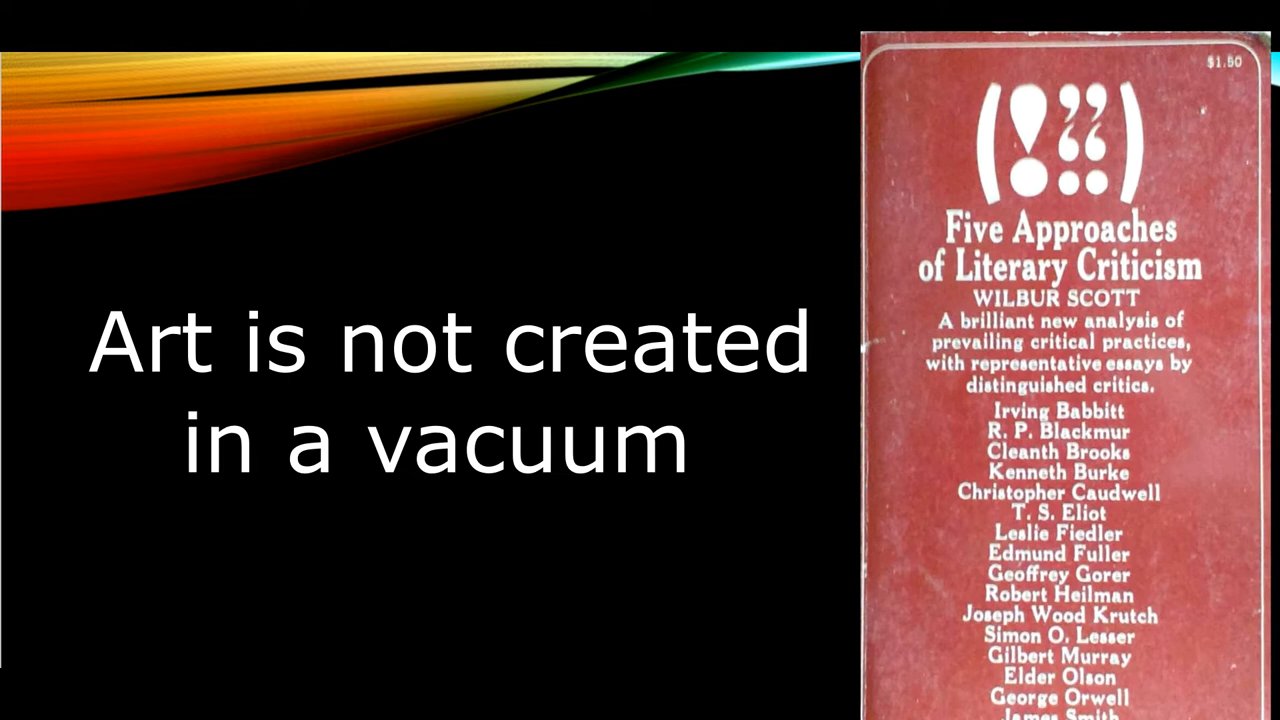 Art is not created
in a vacuum
$1.50
(!”“:)
Five Approaches
of Literary Criticism
WILBUR SCOTT
A brilliant new analysis of
prevailing critical practices,
with representative essays by
distinguished critics.
Irving Babbitt
R. P. Blackmur
Cleanth Brooks
Kenneth Burke
Christopher Caudwell
T. S. Eliot
Leslie Fiedler
Edmund Fuller
Geoffrey Gorer
Robert Heilman
Joseph Wood Krutch
Simon O. Lesser
Gilbert Murray
Elder Olson
George Orwell
James Smith